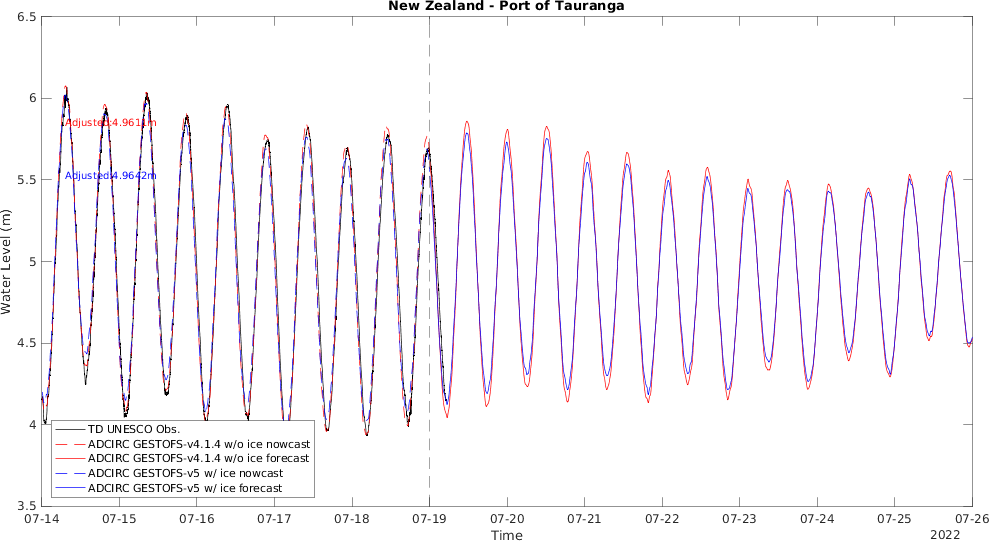 New Zealand - Port of Tauranga
6.5
6
5.5
5
4.5
4
3.5
Water Level (m)
Adjusted:4.9611m
Adjusted:4.9642m
TD UNESCO Obs.
ADCIRC GESTOFS-v4.1.4 w/o ice nowcast
ADCIRC GESTOFS-v4.1.4 w/o ice forecast
ADCIRC GESTOFS-v5 w/ ice nowcast
ADCIRC GESTOFS-v5 w/ ice forecast
07-14 07-15 07-16 07-17 07-18 07-19 07-20 07-21 07-22 07-23 07-24 07-25 07-26
Time
2022